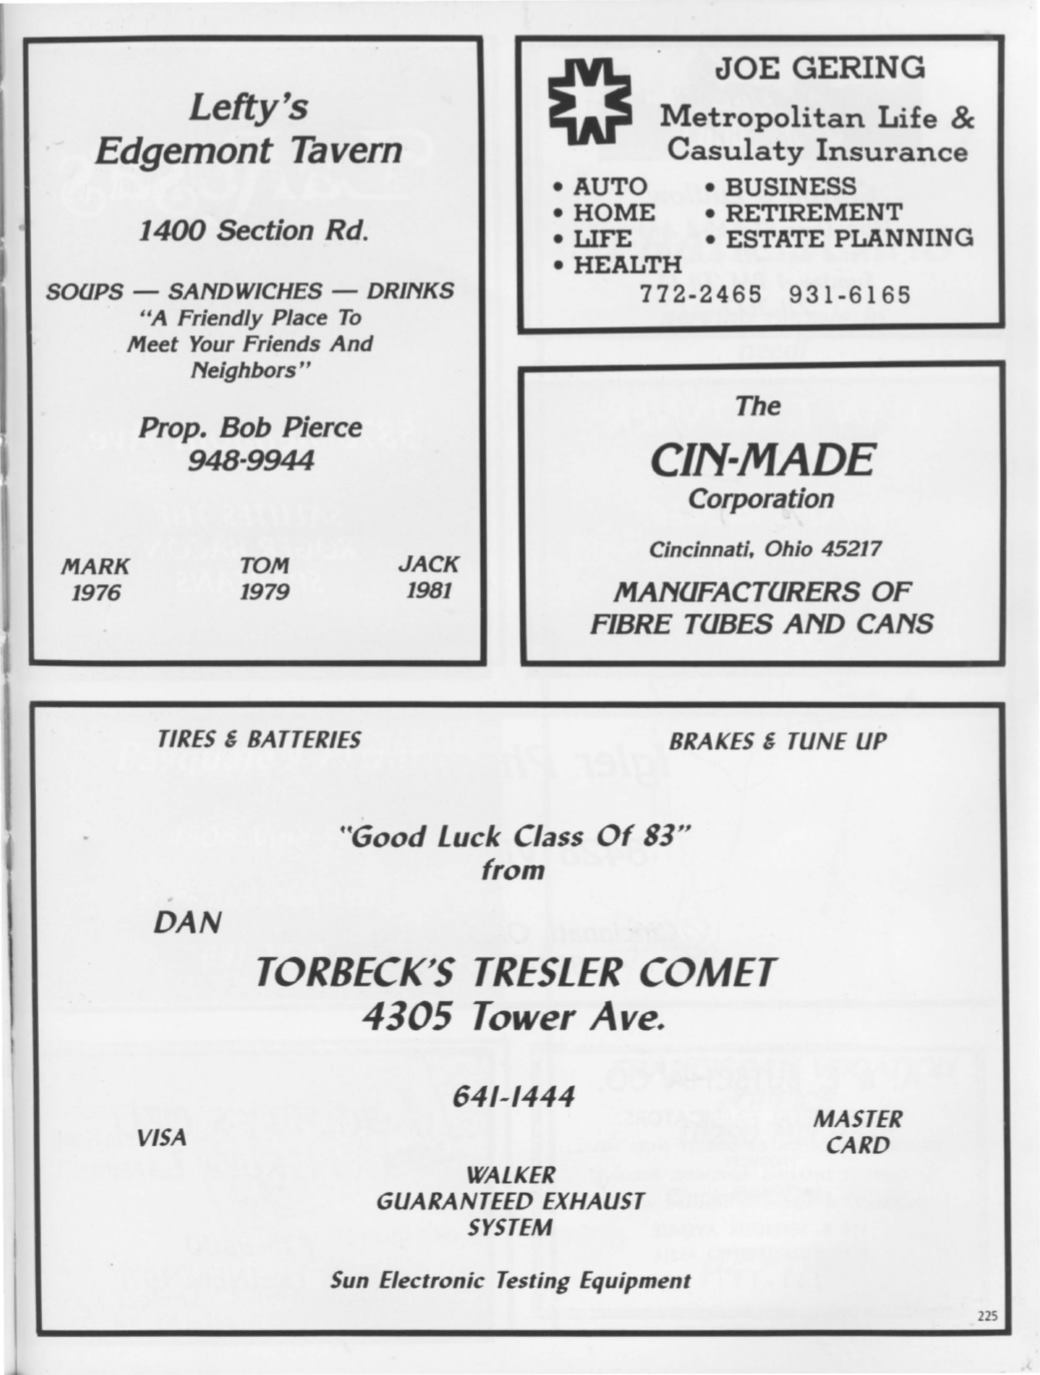 Lefty's
Edgemont Tavern
1400 Section Rd.
SOUPS — SANDWICHES — DRINKS
"A Friendly Place To
Meet Your Friends And
Neighbors"
Prop. Bob Pierce
948-9944
MARK TOM JACK
1976 1979 1981
JOE GERING
Metropolitan Life &
Casulaty Insurance
• AUTO • BUSINESS
• HOME • RETIREMENT
• LIFE • ESTATE PLANNING
• HEALTH
772-2465 931-6165
The
CIN-MADE
Corporation
Cincinnati, Ohio 45217
MANUFACTURERS OF
FIBRE TUBES AND CANS
TIRES & BATTERIES BRAKES & TUNE UP
"Good Luck Class Of 83"
from
DAN
TORBECK'S TRESLER COMET
4305 Tower Ave.
641-1444
VISA
MASTER
CARD
WALKER
GUARANTEED EXHAUST
SYSTEM
Sun Electronic Testing Equipment
225